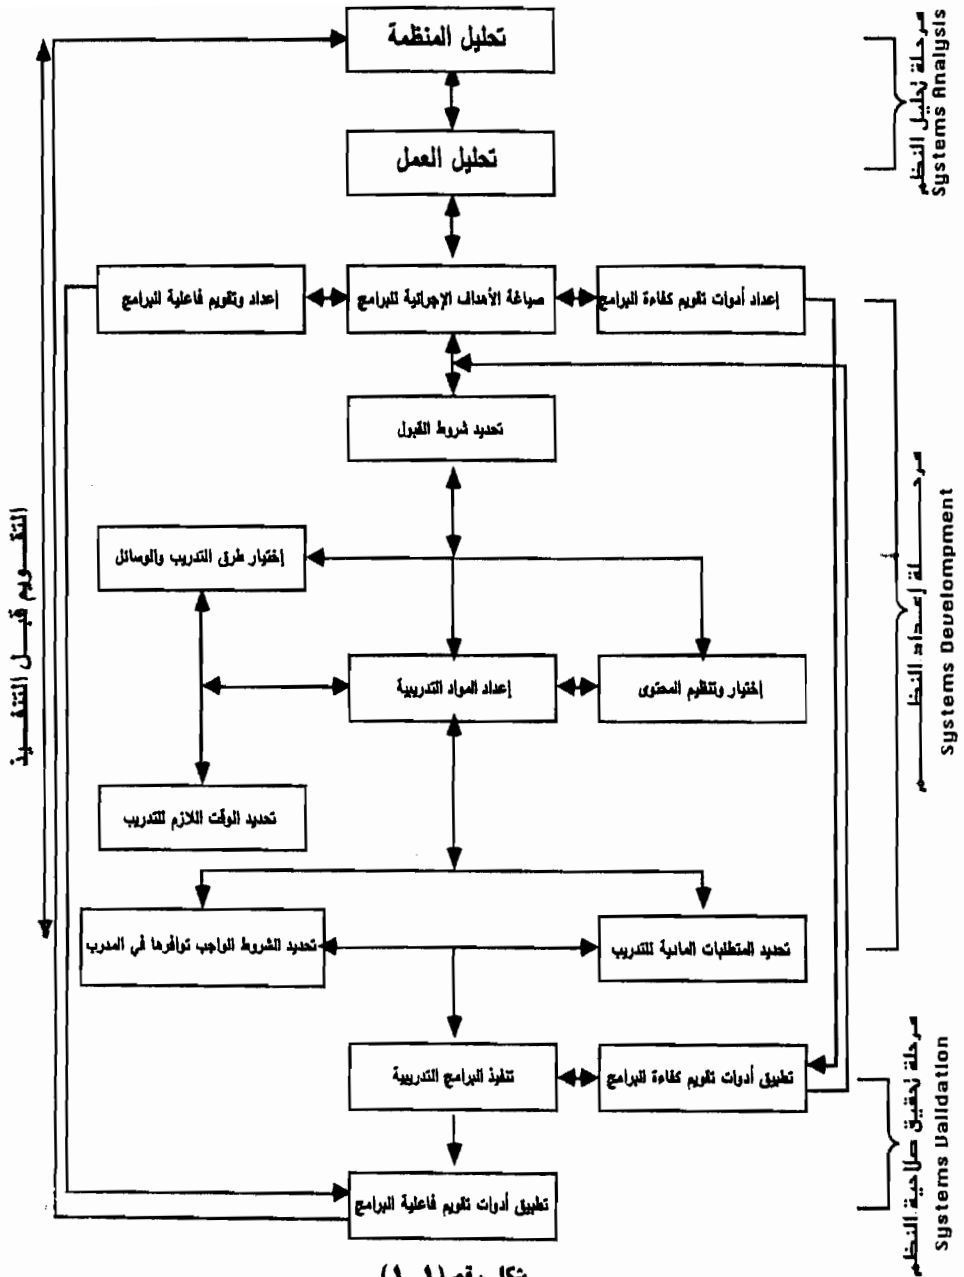 تحليل المنظمة
تحليل العمل
إعداد أدوات تقويم كفاءة البرامج
صياغة الأهداف الإجرائية للبرامج
إعداد وتقويم فاعلية البرامج
تحديد شروط القبول
إختيار طرق التدريب والوسائل
إختيار وتنظيم المحتوى
إعداد المواد التدريبية
تحديد الوقت اللازم للتدريب
تحديد المتطلبات المادية للتدريب
تحديد الشروط الواجب توافرها في المدرب
تطبيق أدوات تقويم كفاءة البرامج
تنفيذ البرامج التدريبية
تطبيق أدوات تقويم فاعلية البرامج
مرحلة تحليل النظم
Systems Analysis
مرحلة إعداد النظم
Systems Develompment
مرحلة تحقيق صلاحية النظم
Systems Validation
التقويم قبل التنفيذ
شكل رقم (١ _ ١)